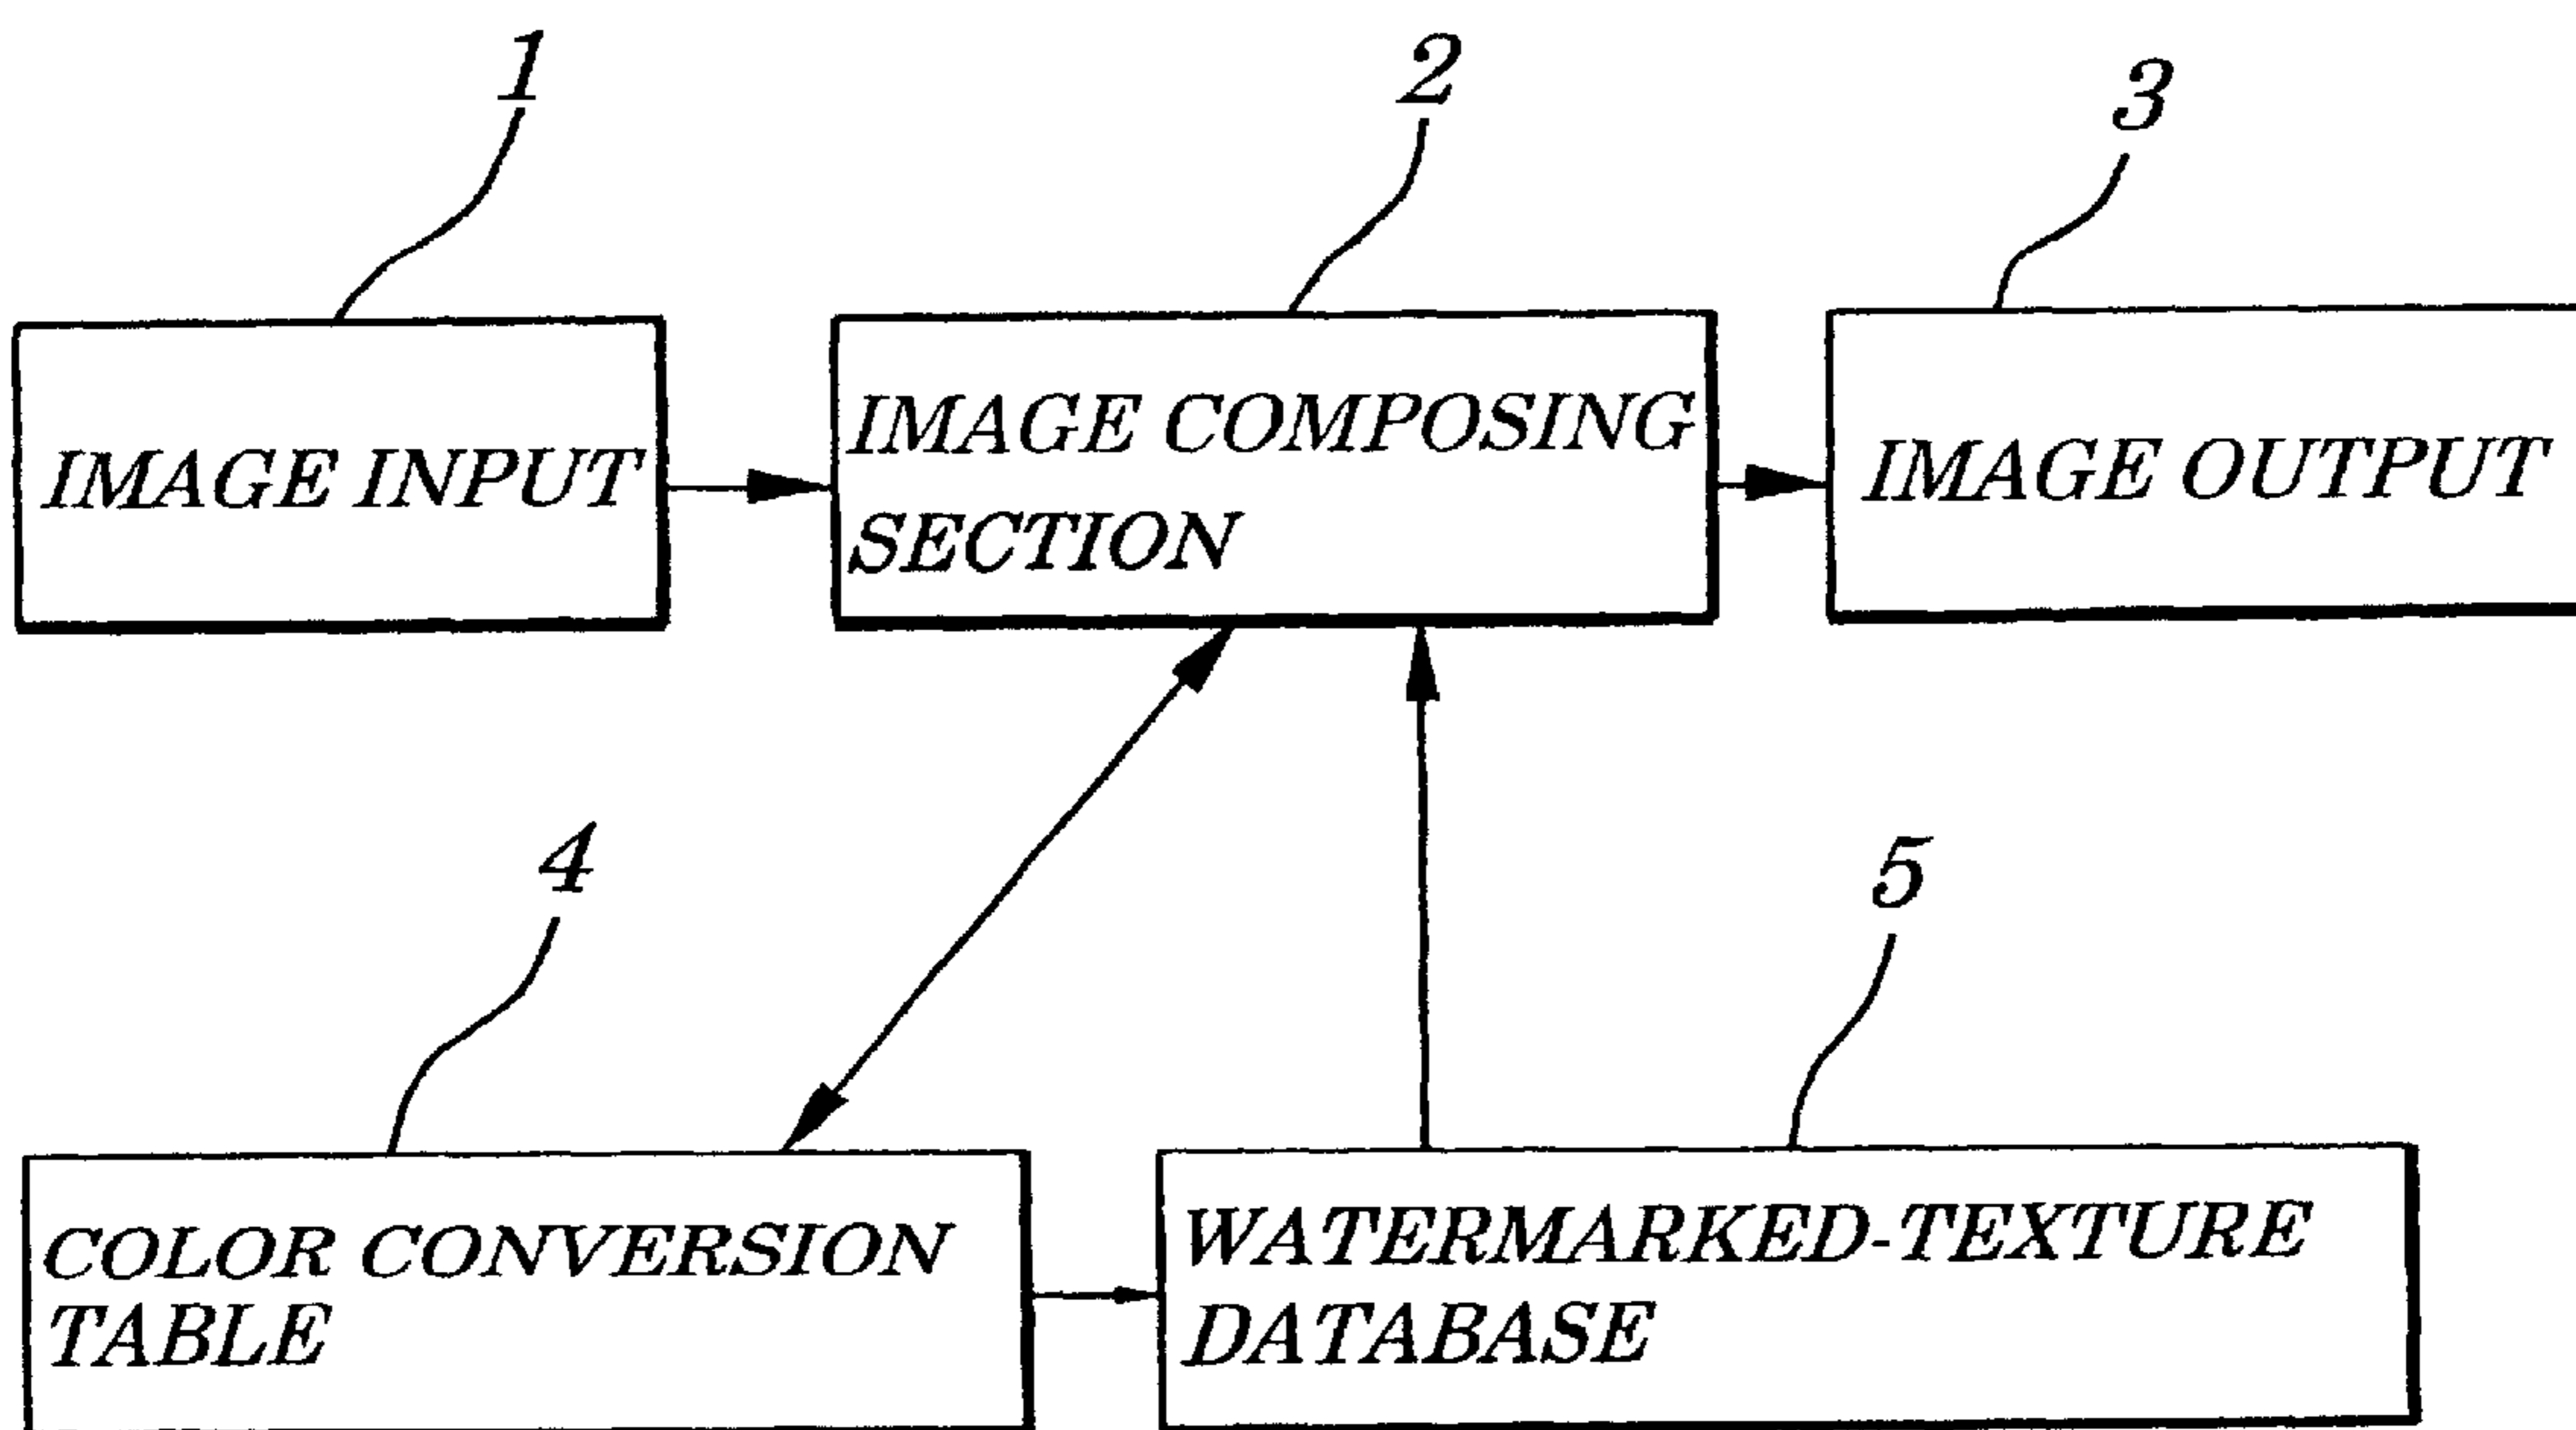 1
2
3
IMAGE INPUT
IMAGE COMPOSING
SECTION
IMAGE OUTPUT
4
5
COLOR CONVERSION
TABLE
WATERMARKED-TEXTURE
DATABASE